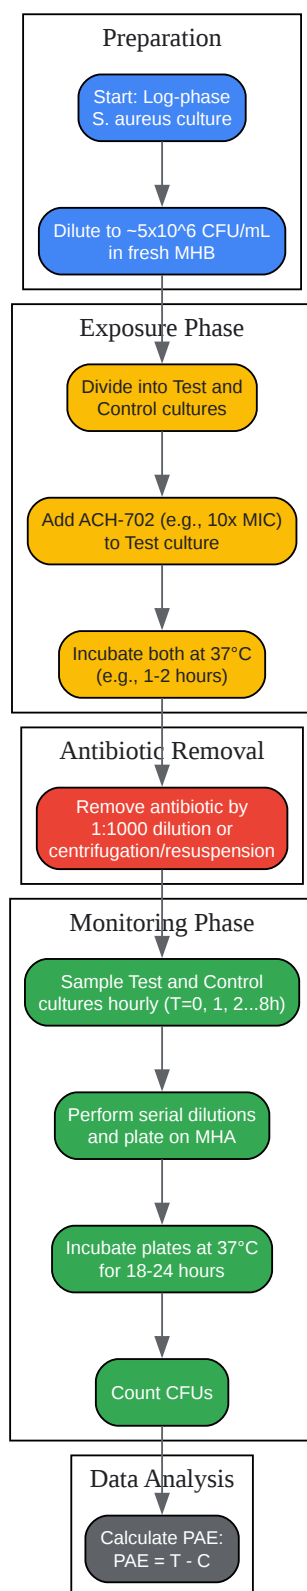 Preparation
Start: Log-phase
S. aureus culture
Dilute to ~5x10^6 CFU/mL
in fresh MHB
Exposure Phase
Divide into Test and
Control cultures
Add ACH-702 (e.g., 10x MIC)
to Test culture
Incubate both at 37°C
(e.g., 1-2 hours)
Antibiotic Removal
Remove antibiotic by
1:1000 dilution or
centrifugation/resuspension
Monitoring Phase
Sample Test and Control
cultures hourly (T=0, 1, 2...8h)
Perform serial dilutions
and plate on MHA
Incubate plates at 37°C
for 18-24 hours
Count CFUs
Data Analysis
Calculate PAE:
PAE = T - C